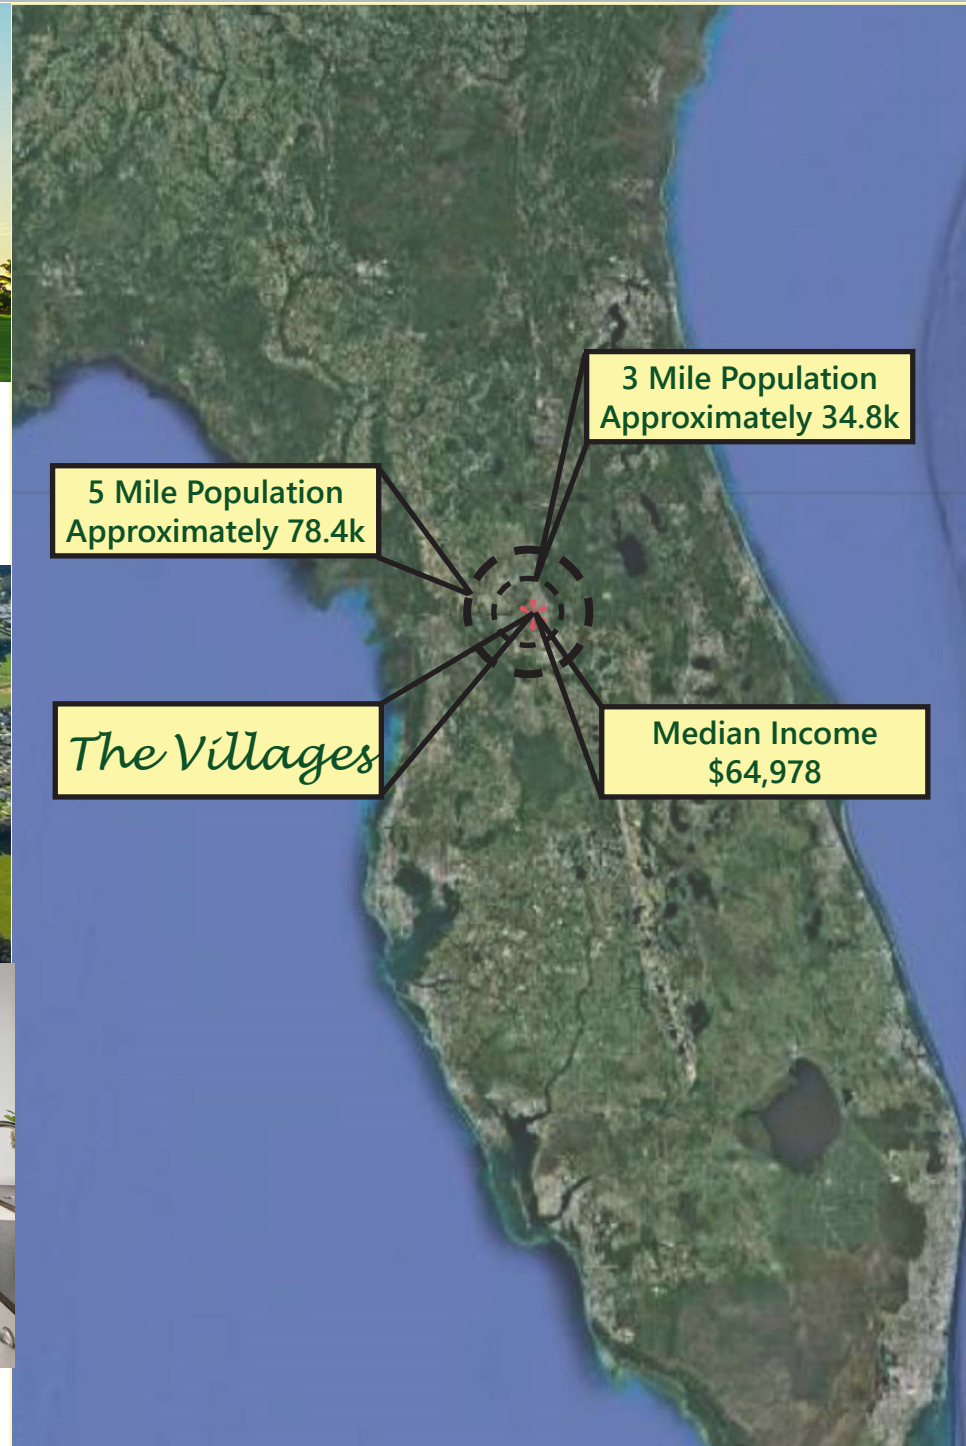 3 Mile Population
Approximately 34.8k
5 Mile Population
Approximately 78.4k
The Villages
Median Income
$64,978